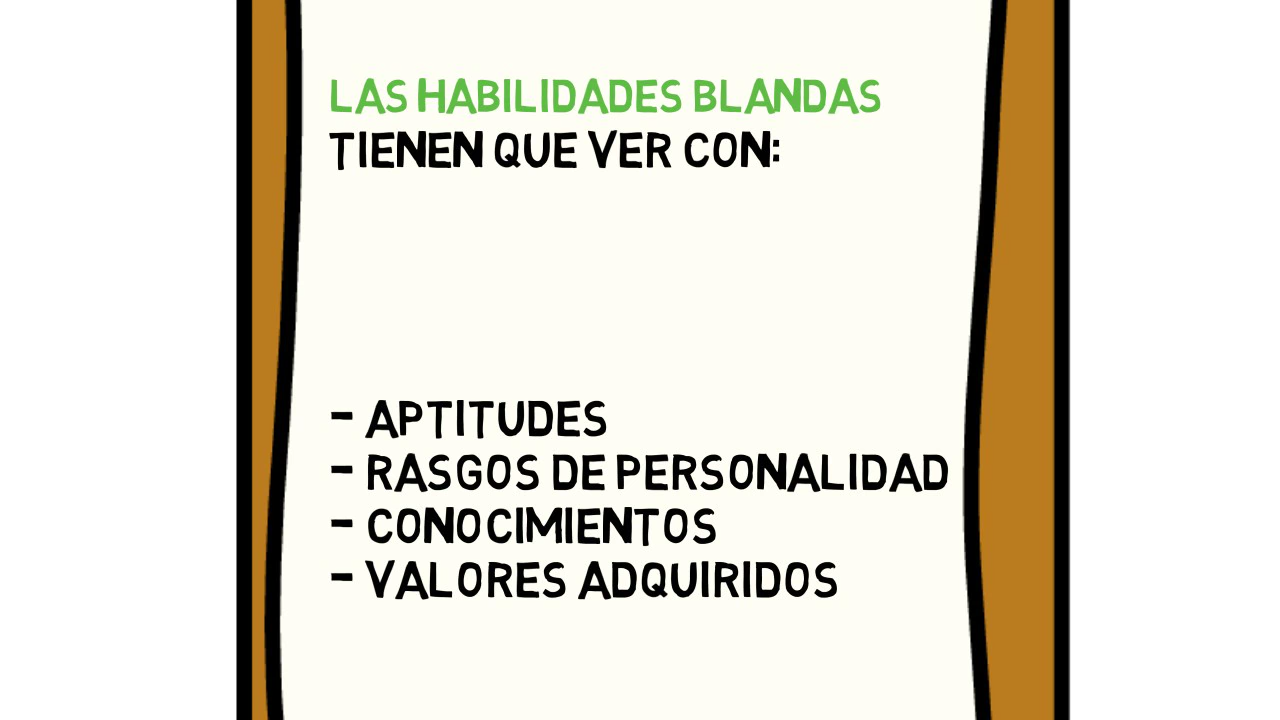 LAS HABILIDADES BLANDAS
TIENEN QUE VER CON:
- APTITUDES
- RASGOS DE PERSONALIDAD
- CONOCIMIENTOS
- VALORES ADQUIRIDOS